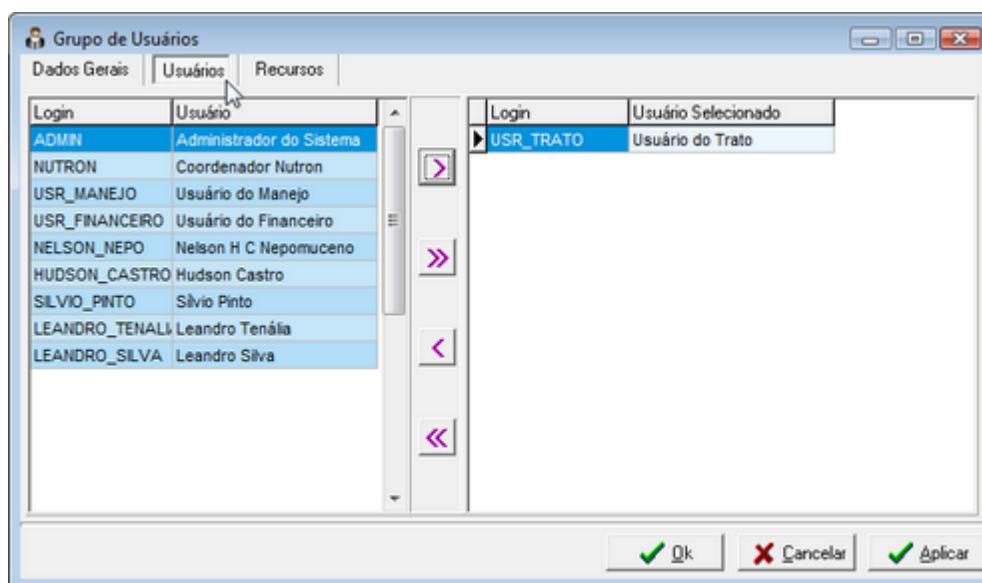 Grupo de Usuários
Dados Gerais Usuários Recursos
Login Usuário Login Usuário Selecionado
ADMIN Administrador do Sistema USR_TRATO Usuário do Trato
NUTRON Coordenador Nutron
USR_MANEJO Usuário do Manejo
USR_FINANCEIRO Usuário do Financeiro
NELSON_NEPO Nelson H C Nepomuceno
HUDSON_CASTRO Hudson Castro
SILVIO_PINTO Sílvio Pinto
LEANDRO_TENALI Leandro Tenália
LEANDRO_SILVA Leandro Silva
Ok Cancelar Aplicar